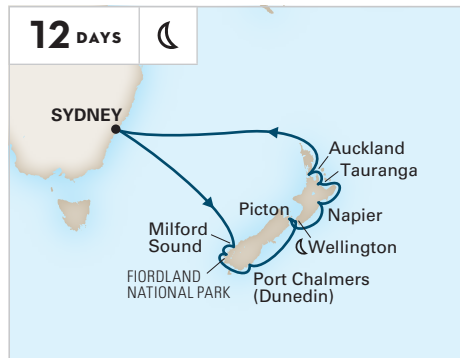 12 DAYS
SYDNEY
Auckland
Tauranga
Picton
Napier
Milford
Sound
Wellington
FIORDLAND
NATIONAL PARK
Port Chalmers
(Dunedin)